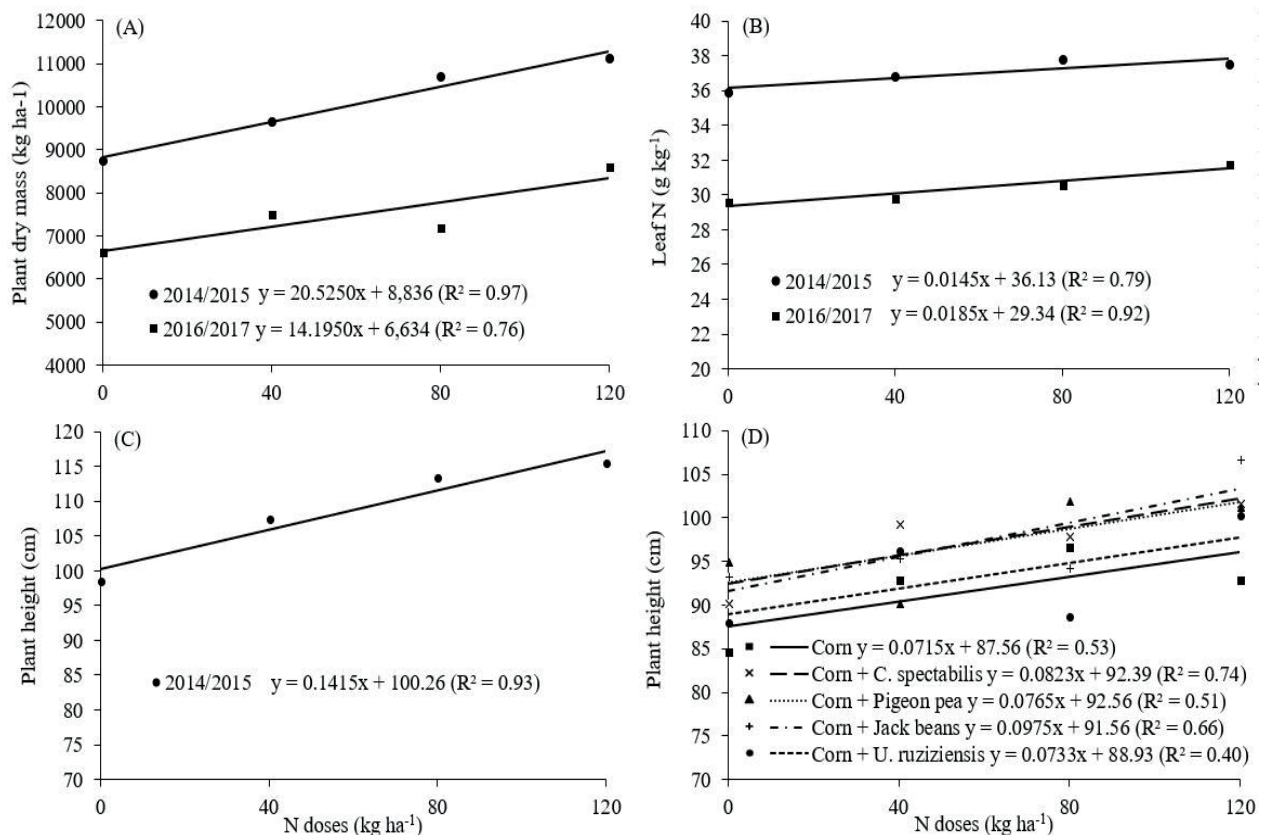 (A)
Plant dry mass (kg ha-1)
12000
11000
10000
9000
8000
7000
6000
5000
4000
2014/2015 y = 20.5250x + 8,836 (R² = 0.97)
2016/2017 y = 14.1950x + 6,634 (R² = 0.76)
0 40 80 120
(B)
Leaf N (g kg⁻¹)
40
38
36
34
32
30
28
26
24
22
20
2014/2015 y = 0.0145x + 36.13 (R² = 0.79)
2016/2017 y = 0.0185x + 29.34 (R² = 0.92)
0 40 80 120
(C)
Plant height (cm)
120
115
110
105
100
95
90
85
80
75
70
2014/2015 y = 0.1415x + 100.26 (R² = 0.93)
0 40 80 120
N doses (kg ha⁻¹)
(D)
Plant height (cm)
110
105
100
95
90
85
80
75
70
Corn y = 0.0715x + 87.56 (R² = 0.53)
Corn + C. spectabilis y = 0.0823x + 92.39 (R² = 0.74)
Corn + Pigeon pea y = 0.0765x + 92.56 (R² = 0.51)
Corn + Jack beans y = 0.0975x + 91.56 (R² = 0.66)
Corn + U. ruziziensis y = 0.0733x + 88.93 (R² = 0.40)
0 40 80 120
N doses (kg ha⁻¹)